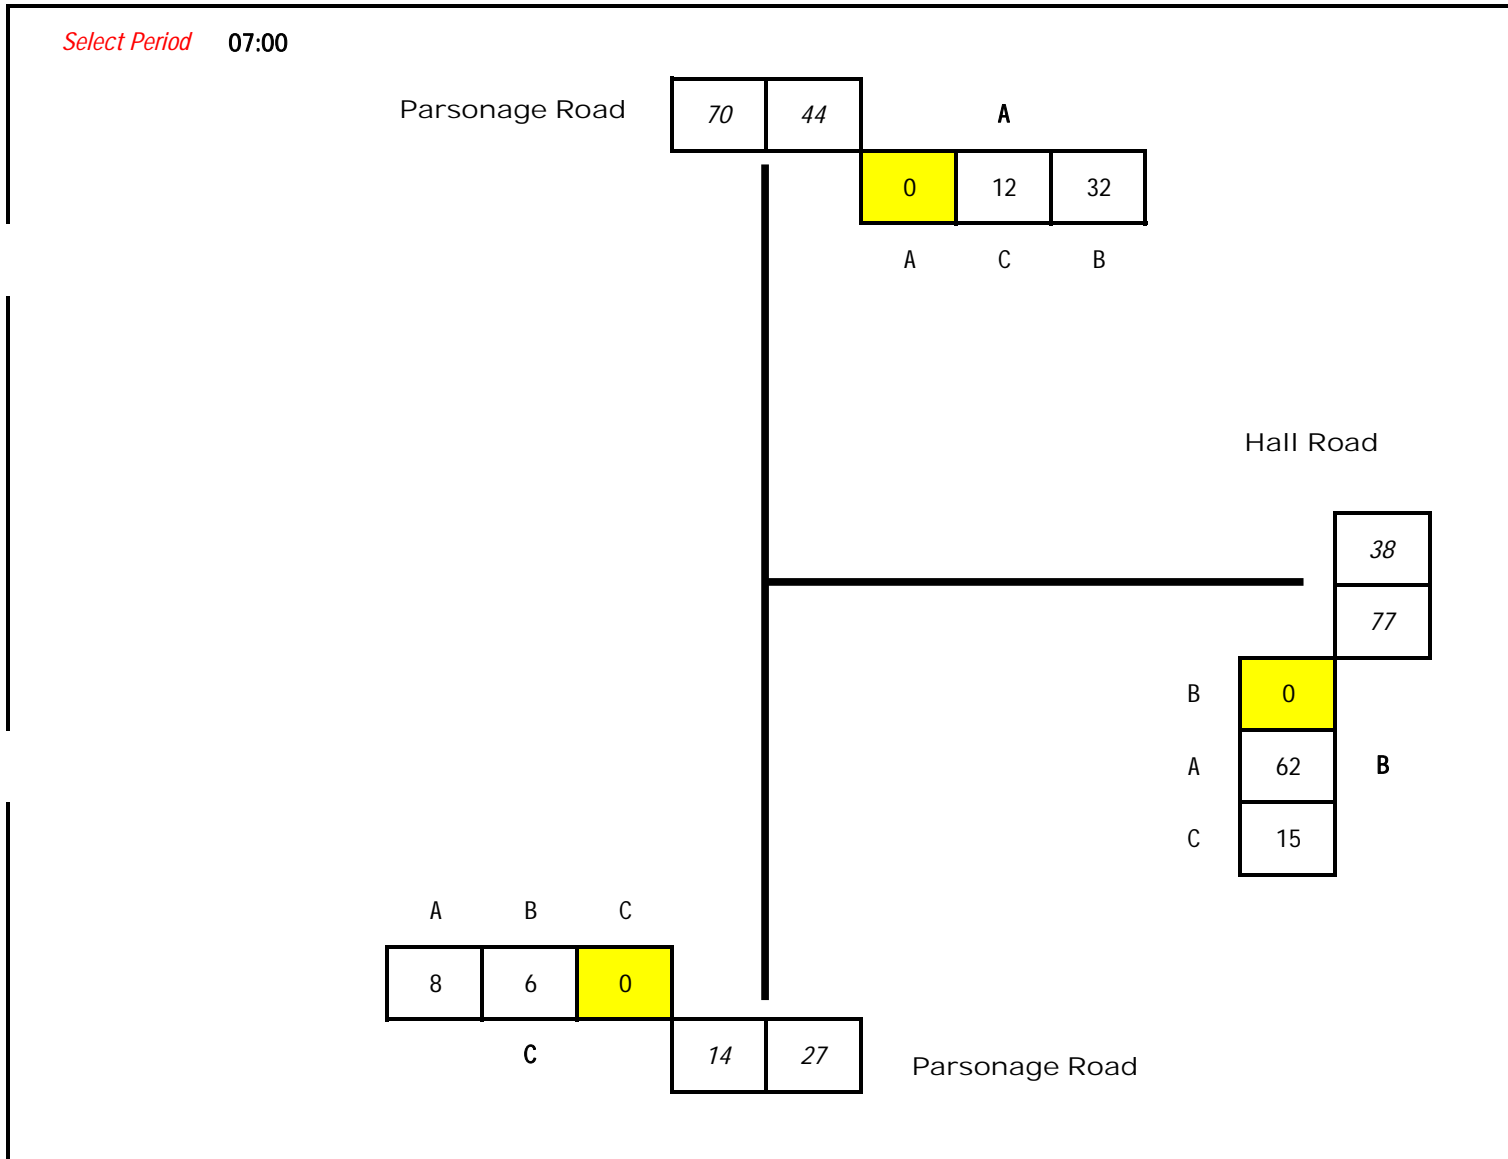 Select Period 07:00
Parsonage Road 70 44 A
0 12 32
A C B
Hall Road
38
77
B 0
A 62 B
C 15
A B C
8 6 0
C 14 27 Parsonage Road